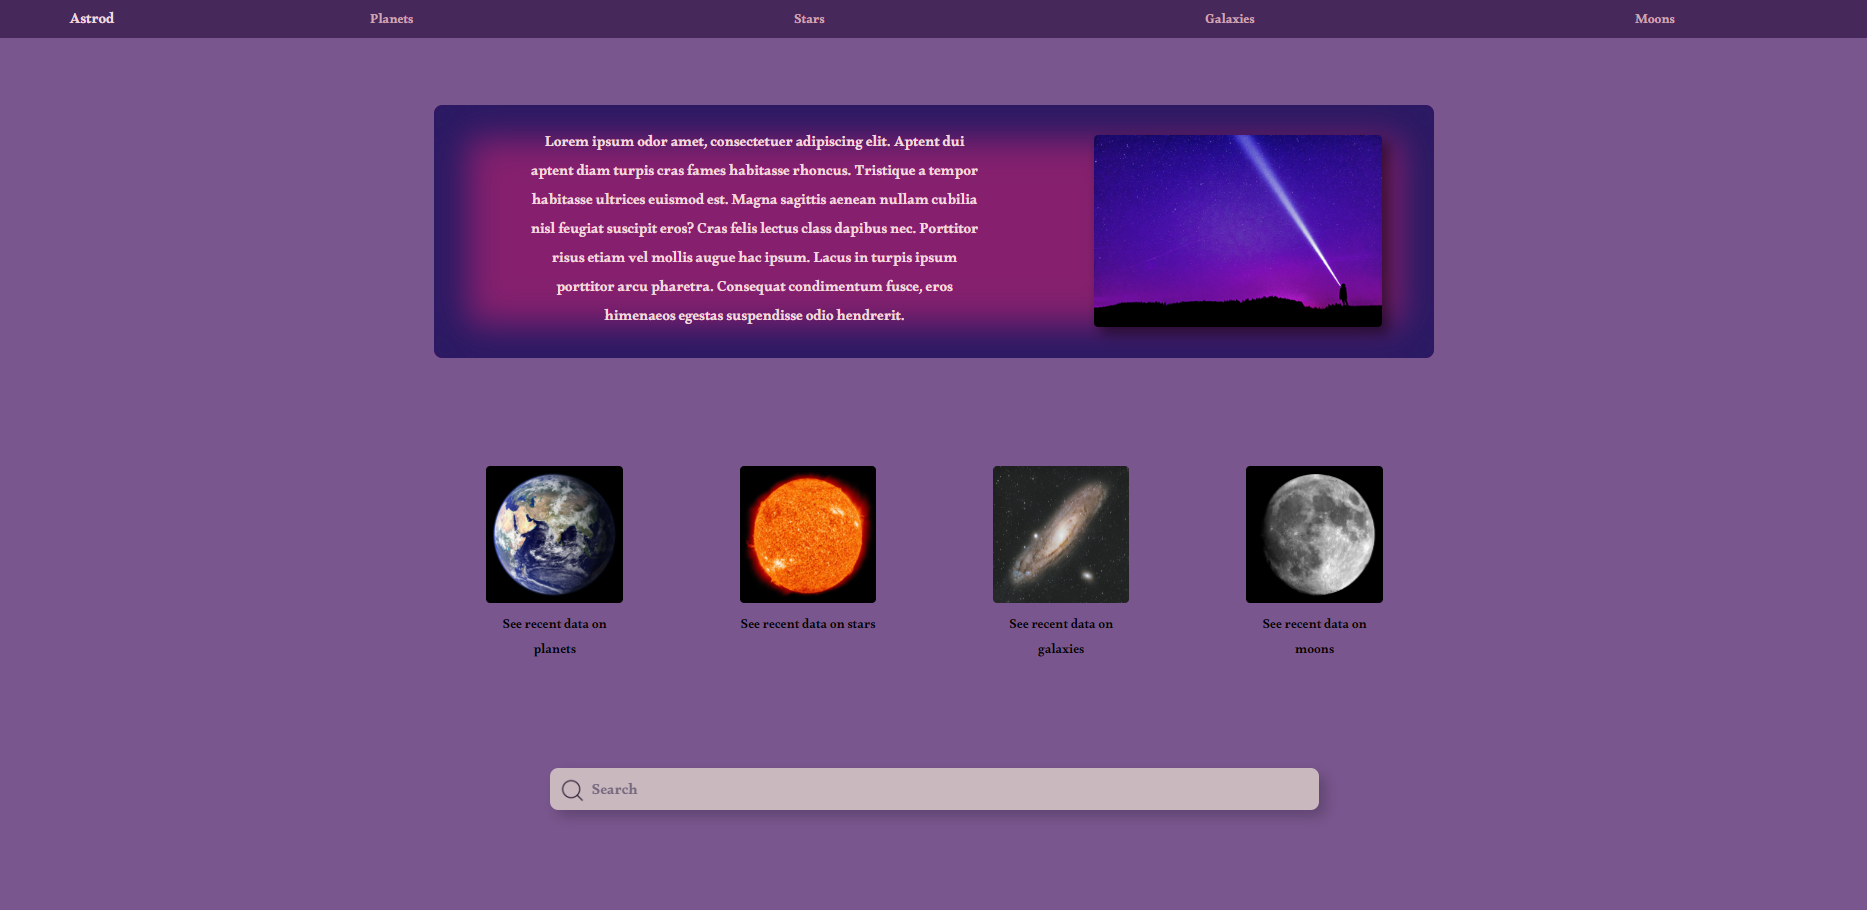 Astrod
Planets
Stars
Galaxies
Moons
Lorem ipsum odor amet, consectetuer adipiscing elit. Aptent dui
aptent diam turpis cras fames habitasse rhoncus. Tristique a tempor
habitasse ultrices euismod est. Magna sagittis aenean nullam cubilia
nisl feugiat suscipit eros? Cras felis lectus class dapibus nec. Porttitor
risus etiam vel mollis augue hac ipsum. Lacus in turpis ipsum
porttitor arcu pharetra. Consequat condimentum fusce, eros
himenaeos egestas suspendisse odio hendrerit.
See recent data on
planets
See recent data on stars
See recent data on
galaxies
See recent data on
moons
Search